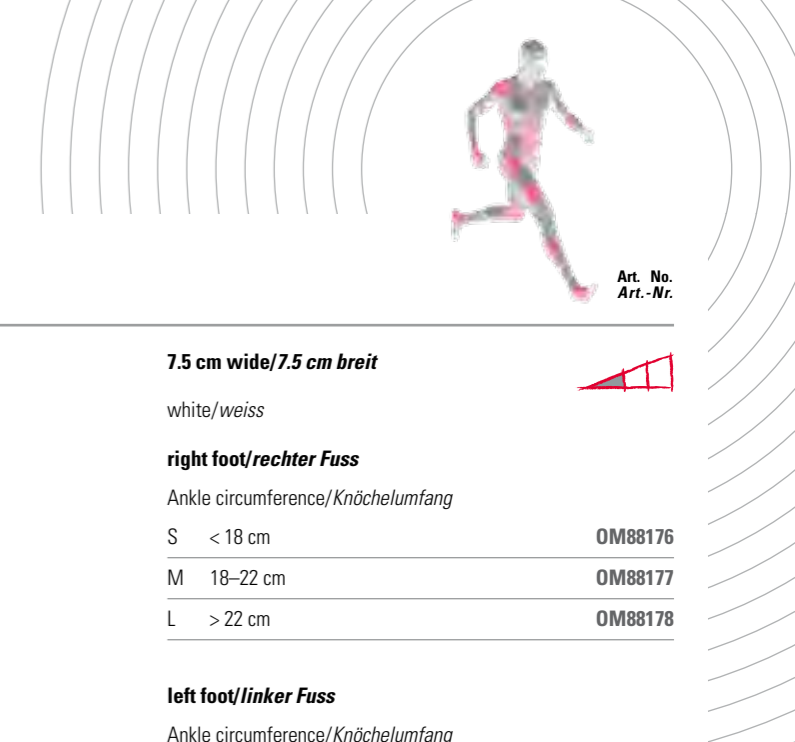 Art. No.
Art.-Nr.
7.5 cm wide/7.5 cm breit
white/weiss
right foot/rechter Fuss
Ankle circumference/Knöchelumfang
S < 18 cm OM88176
M 18–22 cm OM88177
L > 22 cm OM88178
left foot/linker Fuss
Ankle circumference/Knöchelumfang